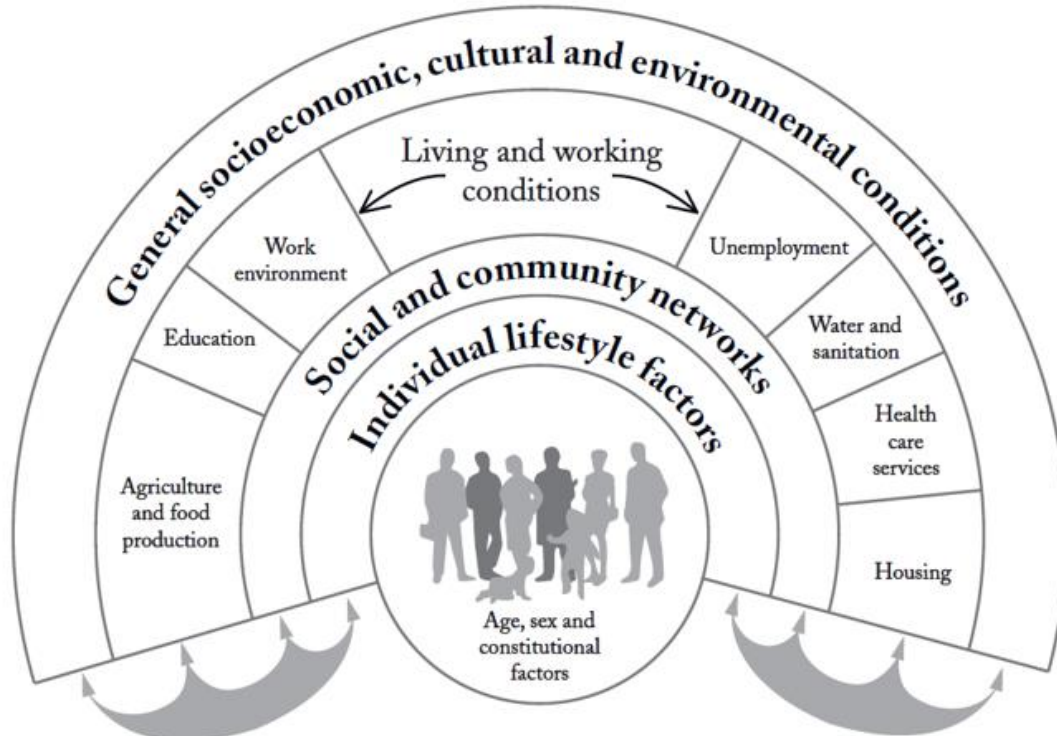 General socioeconomic, cultural and environmental conditions
Living and working
conditions
Work
environment
Unemployment
Education
Water and
sanitation
Agriculture
and food
production
Health
care
services
Housing
Social and community networks
Individual lifestyle factors
Age, sex and
constitutional
factors